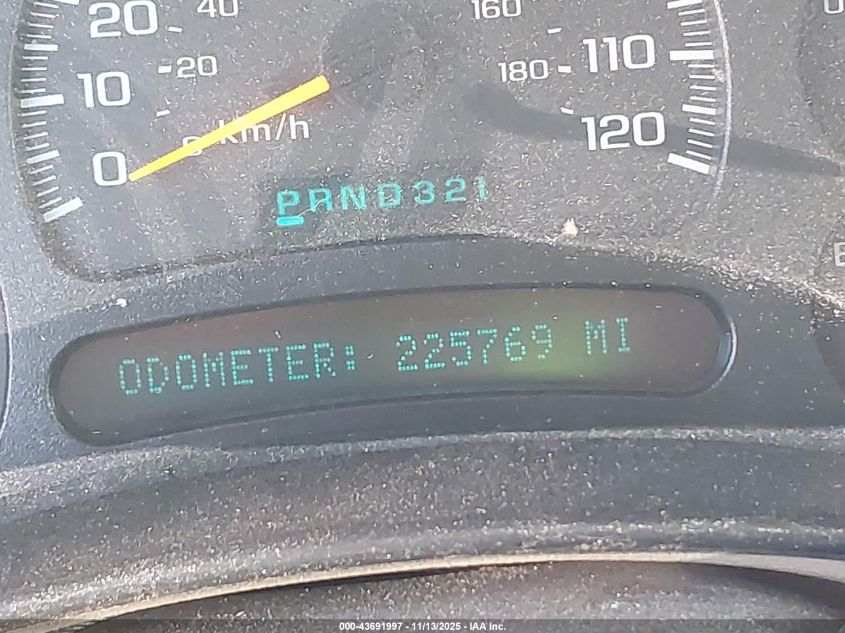 20 40 160
10 20 180 110
0 km/h 120
PRND321
ODOMETER: 225769 MI
000-43691997 | 11/13/2025 - IAA Inc.